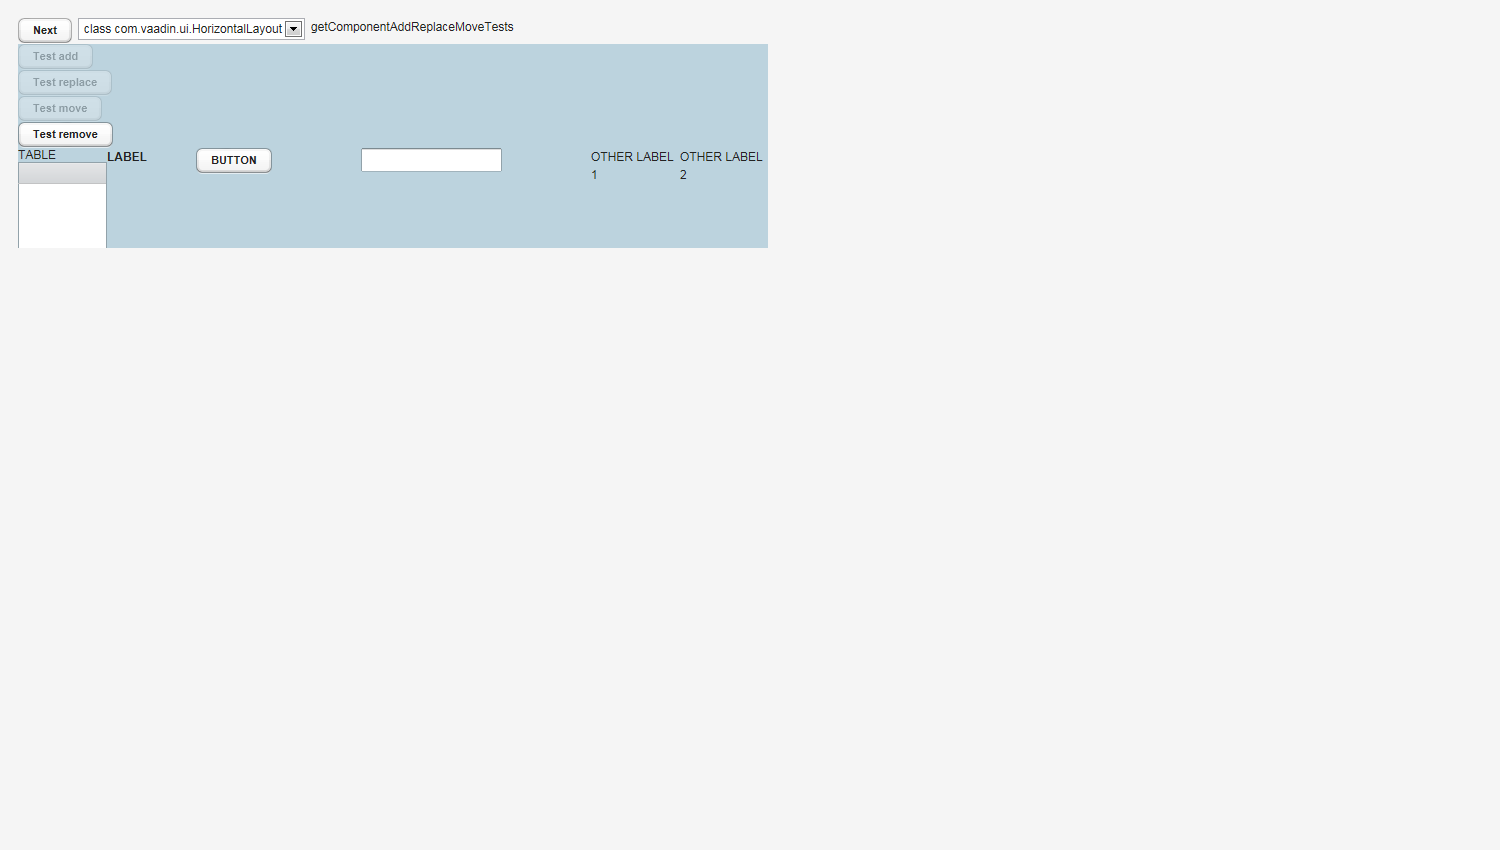 Next class com.vaadin.ui.HorizontalLayout getComponentAddReplaceMoveTests
Test add
Test replace
Test move
Test remove
TABLE LABEL BUTTON OTHER LABEL OTHER LABEL
1 2